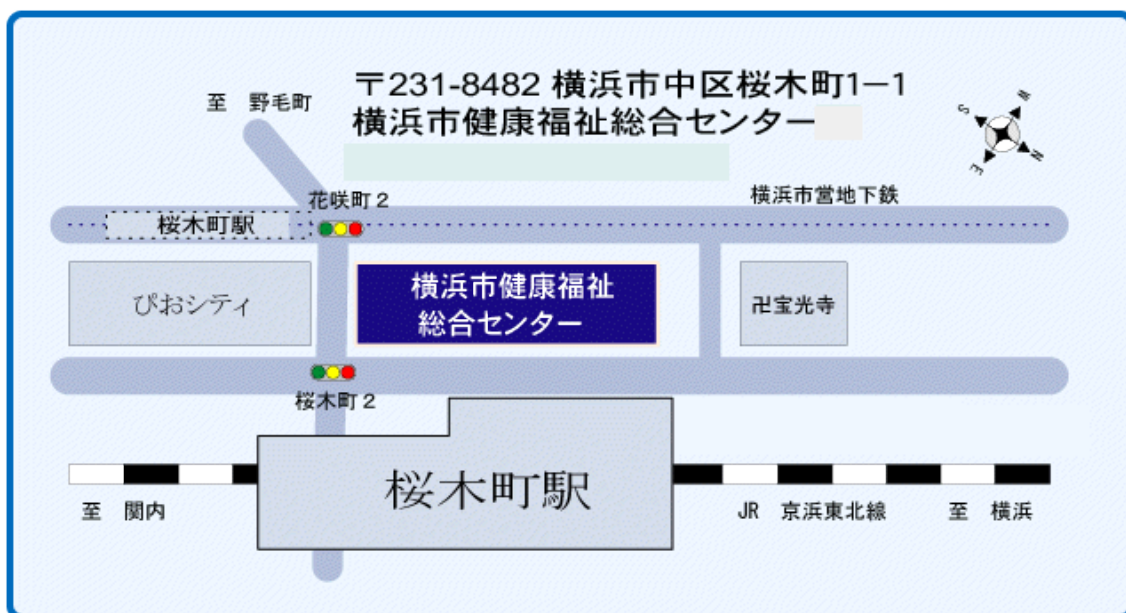 〒231-8482 横浜市中区桜木町1-1
横浜市健康福祉総合センター
至 野毛町
花咲町2
横浜市営地下鉄
桜木町駅
ぴおシティ
横浜市健康福祉
総合センター
卍宝光寺
桜木町2
桜木町駅
至 関内
JR 京浜東北線
至 横浜
W
S
N
E